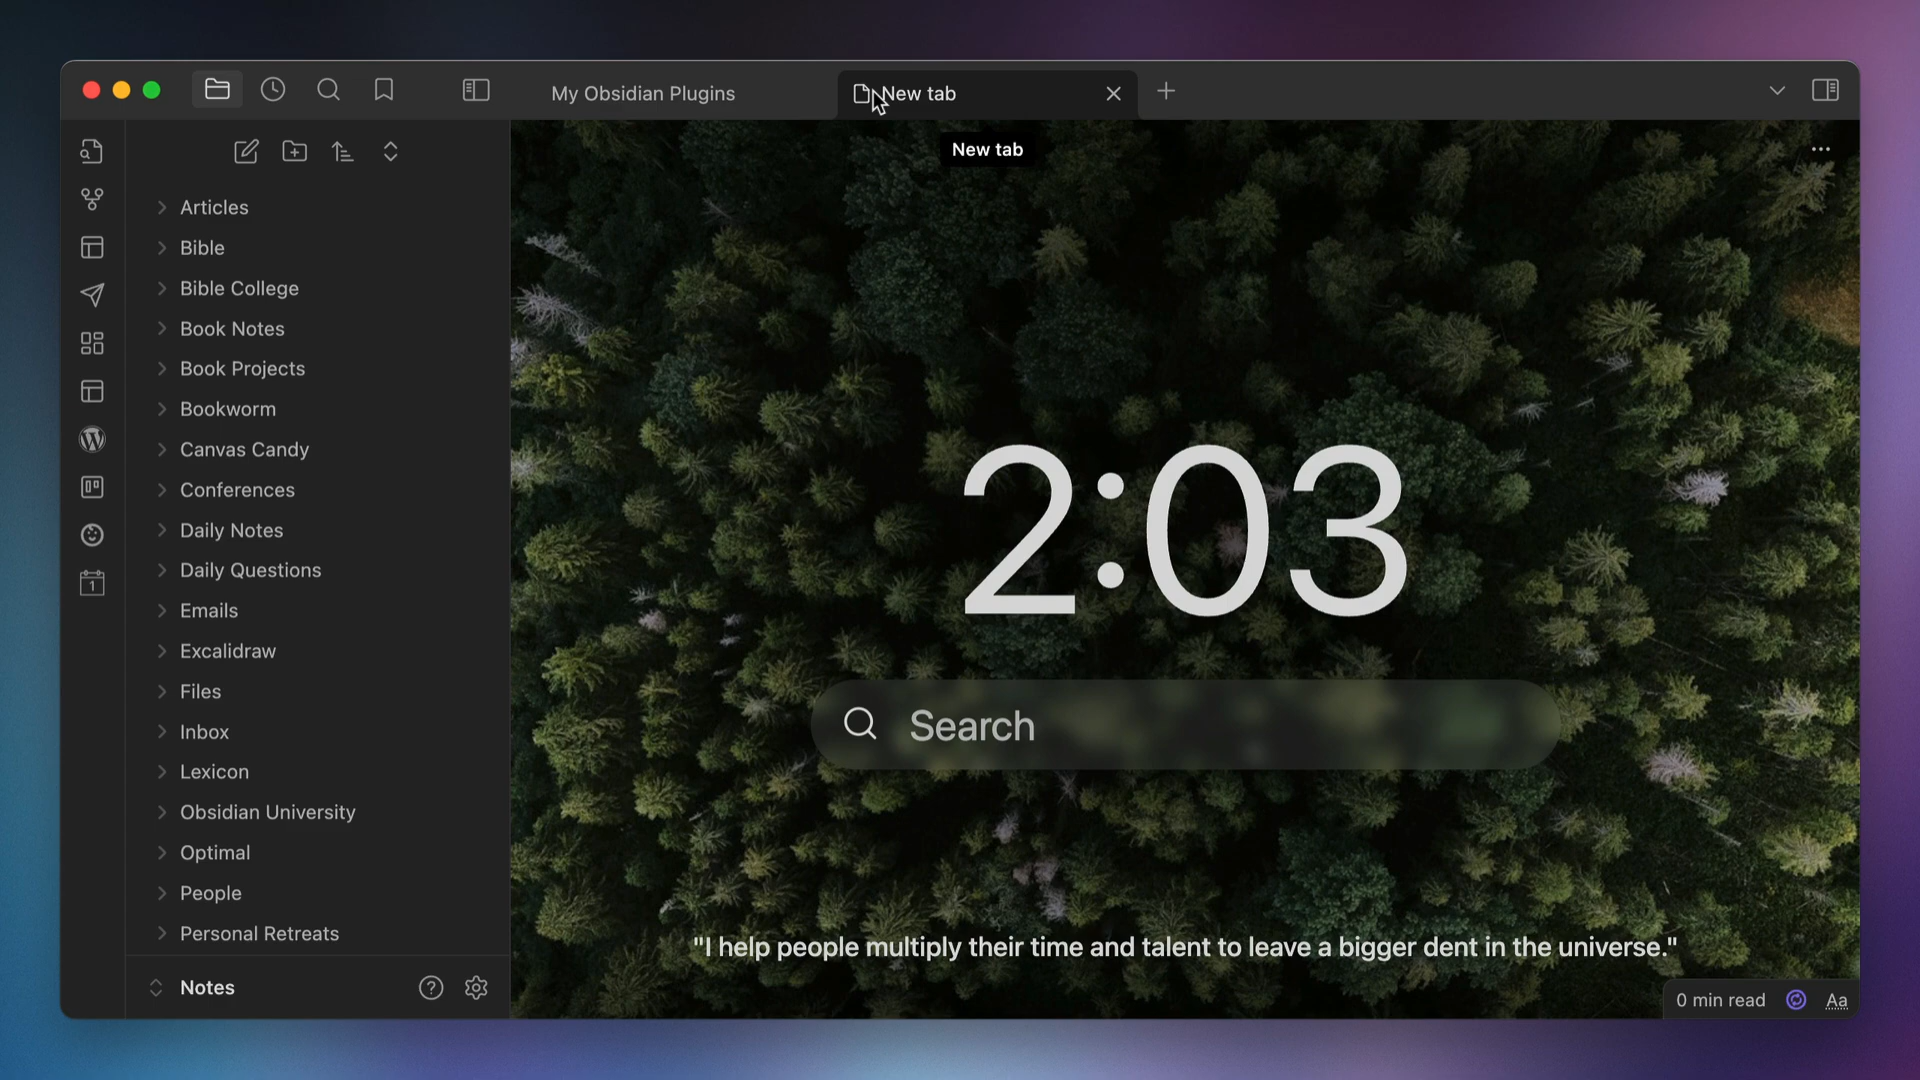 My Obsidian Plugins
New tab
New tab
Articles
Bible
Bible College
Book Notes
Book Projects
Bookworm
Canvas Candy
Conferences
Daily Notes
Daily Questions
Emails
Excalidraw
Files
Inbox
Lexicon
Obsidian University
Optimal
People
Personal Retreats
Notes
1
2:03
Search
"I help people multiply their time and talent to leave a bigger dent in the universe."
0 min read
Aa